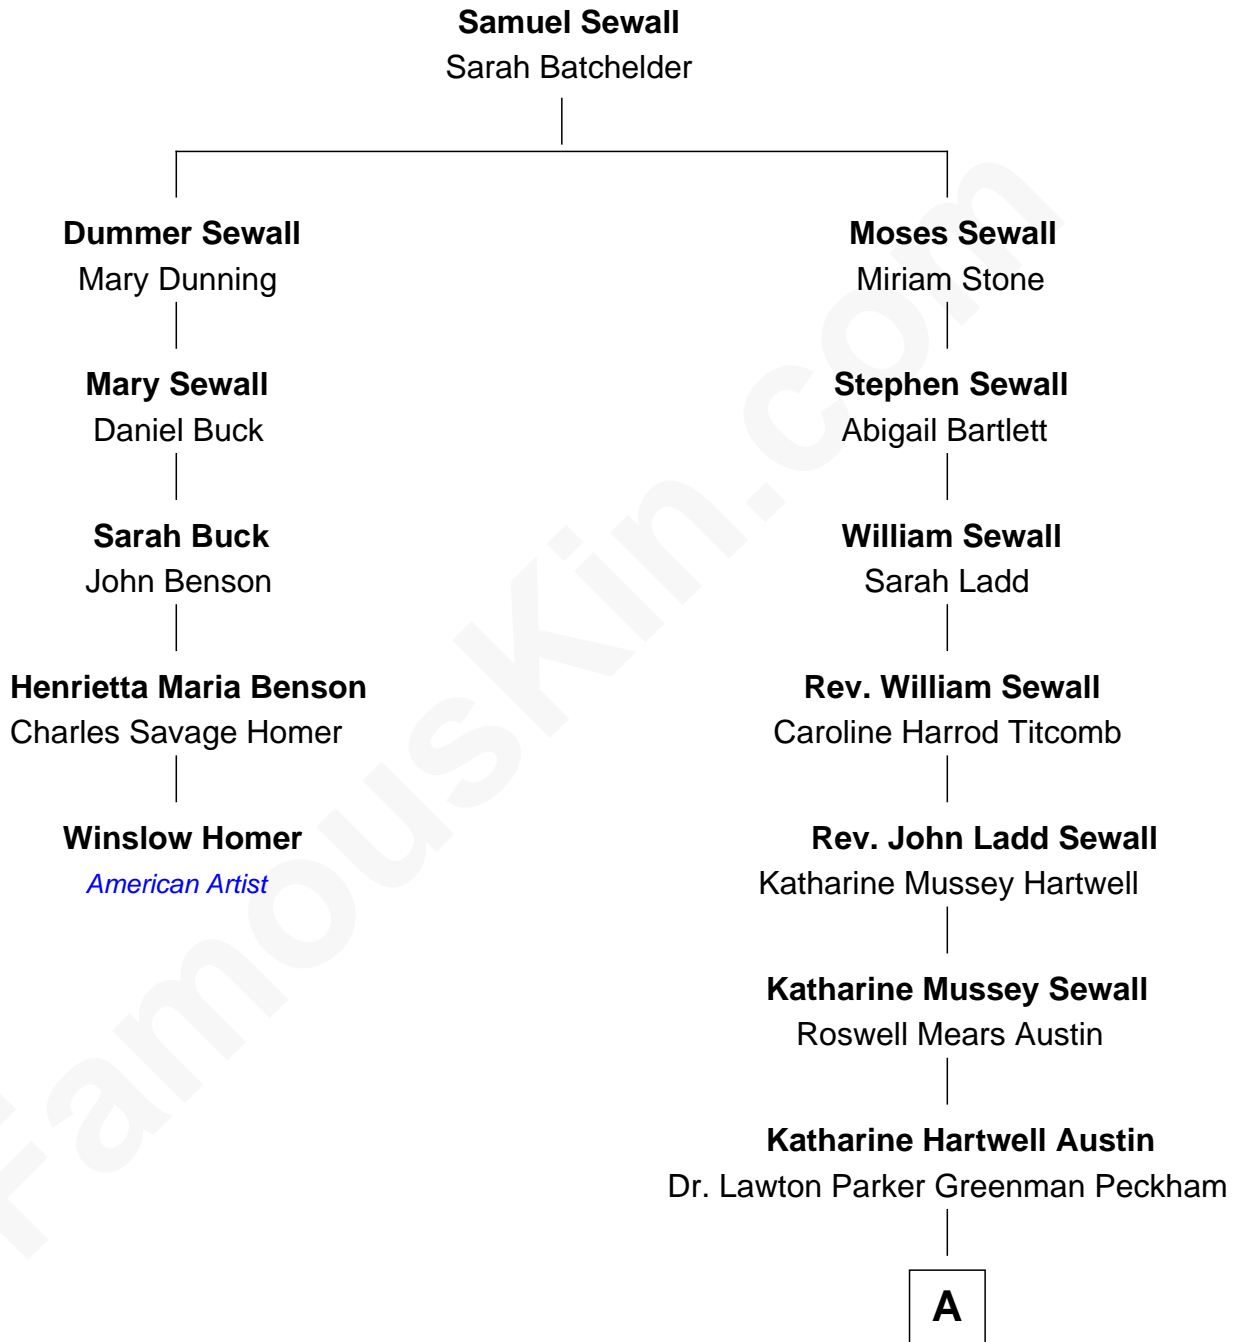 Samuel Sewall
Sarah Batchelder
Dummer Sewall
Mary Dunning
Mary Sewall
Daniel Buck
Sarah Buck
John Benson
Henrietta Maria Benson
Charles Savage Homer
Winslow Homer
American Artist
Moses Sewall
Miriam Stone
Stephen Sewall
Abigail Bartlett
William Sewall
Sarah Ladd
Rev. William Sewall
Caroline Harrod Titcomb
Rev. John Ladd Sewall
Katharine Mussey Hartwell
Katharine Mussey Sewall
Roswell Mears Austin
Katharine Hartwell Austin
Dr. Lawton Parker Greenman Peckham
A
FamousKin.com